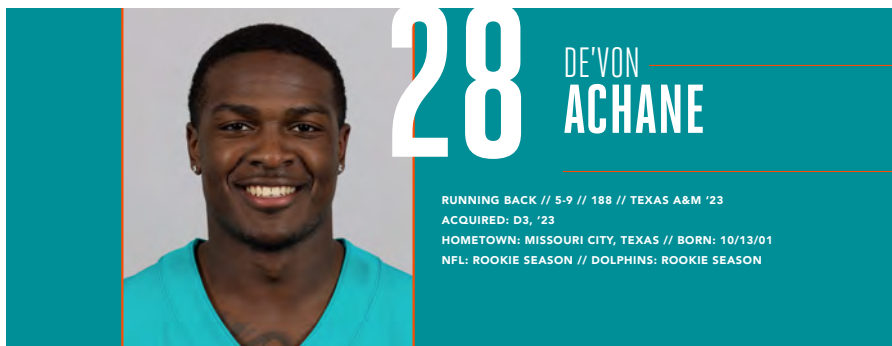 28
DE'VON
ACHANE
RUNNING BACK // 5-9 // 188 // TEXAS A&M ‘23
ACQUIRED: D3, ‘23
HOMETOWN: MISSOURI CITY, TEXAS // BORN: 10/13/01
NFL: ROOKIE SEASON // DOLPHINS: ROOKIE SEASON